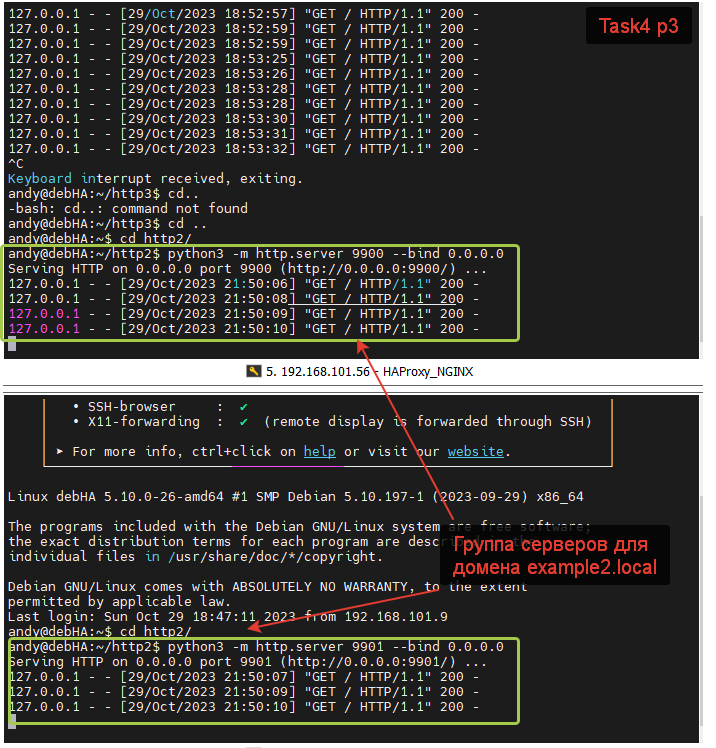 127.0.0.1 - - [29/Oct/2023 18:52:57] "GET / HTTP/1.1" 200 -
Task4 p3
127.0.0.1 - - [29/Oct/2023 18:52:59] "GET / HTTP/1.1" 200 -
127.0.0.1 - - [29/Oct/2023 18:52:59] "GET / HTTP/1.1" 200 -
127.0.0.1 - - [29/Oct/2023 18:53:25] "GET / HTTP/1.1" 200 -
127.0.0.1 - - [29/Oct/2023 18:53:26] "GET / HTTP/1.1" 200 -
127.0.0.1 - - [29/Oct/2023 18:53:28] "GET / HTTP/1.1" 200 -
127.0.0.1 - - [29/Oct/2023 18:53:28] "GET / HTTP/1.1" 200 -
127.0.0.1 - - [29/Oct/2023 18:53:30] "GET / HTTP/1.1" 200 -
127.0.0.1 - - [29/Oct/2023 18:53:31] "GET / HTTP/1.1" 200 -
127.0.0.1 - - [29/Oct/2023 18:53:32] "GET / HTTP/1.1" 200 -
^C
Keyboard interrupt received, exiting.
andy@debHA:~/http3$ cd..
-bash: cd..: command not found
andy@debHA:~/http3$ cd ..
andy@debHA:~$ cd http2/
andy@debHA:~/http2$ python3 -m http.server 9900 --bind 0.0.0.0
Serving HTTP on 0.0.0.0 port 9900 (http://0.0.0.0:9900/) ...
127.0.0.1 - - [29/Oct/2023 21:50:06] "GET / HTTP/1.1" 200 -
127.0.0.1 - - [29/Oct/2023 21:50:08] "GET / HTTP/1.1" 200 -
127.0.0.1 - - [29/Oct/2023 21:50:09] "GET / HTTP/1.1" 200 -
127.0.0.1 - - [29/Oct/2023 21:50:10] "GET / HTTP/1.1" 200 -
5. 192.168.101.56 - HAProxy_NGINX
• SSH-browser : ✔
• X11-forwarding : ✔ (remote display is forwarded through SSH)
➤ For more info, ctrl+click on help or visit our website.
Linux debHA 5.10.0-26-amd64 #1 SMP Debian 5.10.197-1 (2023-09-29) x86_64
The programs included with the Debian GNU/Linux system are free software;
the exact distribution terms for each program are described in the
individual files in /usr/share/doc/*/copyright.
Группа серверов для
домена example2.local
Debian GNU/Linux comes with ABSOLUTELY NO WARRANTY, to the extent
permitted by applicable law.
Last login: Sun Oct 29 18:47:11 2023 from 192.168.101.9
andy@debHA:~$ cd http2/
andy@debHA:~/http2$ python3 -m http.server 9901 --bind 0.0.0.0
Serving HTTP on 0.0.0.0 port 9901 (http://0.0.0.0:9901/) ...
127.0.0.1 - - [29/Oct/2023 21:50:07] "GET / HTTP/1.1" 200 -
127.0.0.1 - - [29/Oct/2023 21:50:09] "GET / HTTP/1.1" 200 -
127.0.0.1 - - [29/Oct/2023 21:50:10] "GET / HTTP/1.1" 200 -